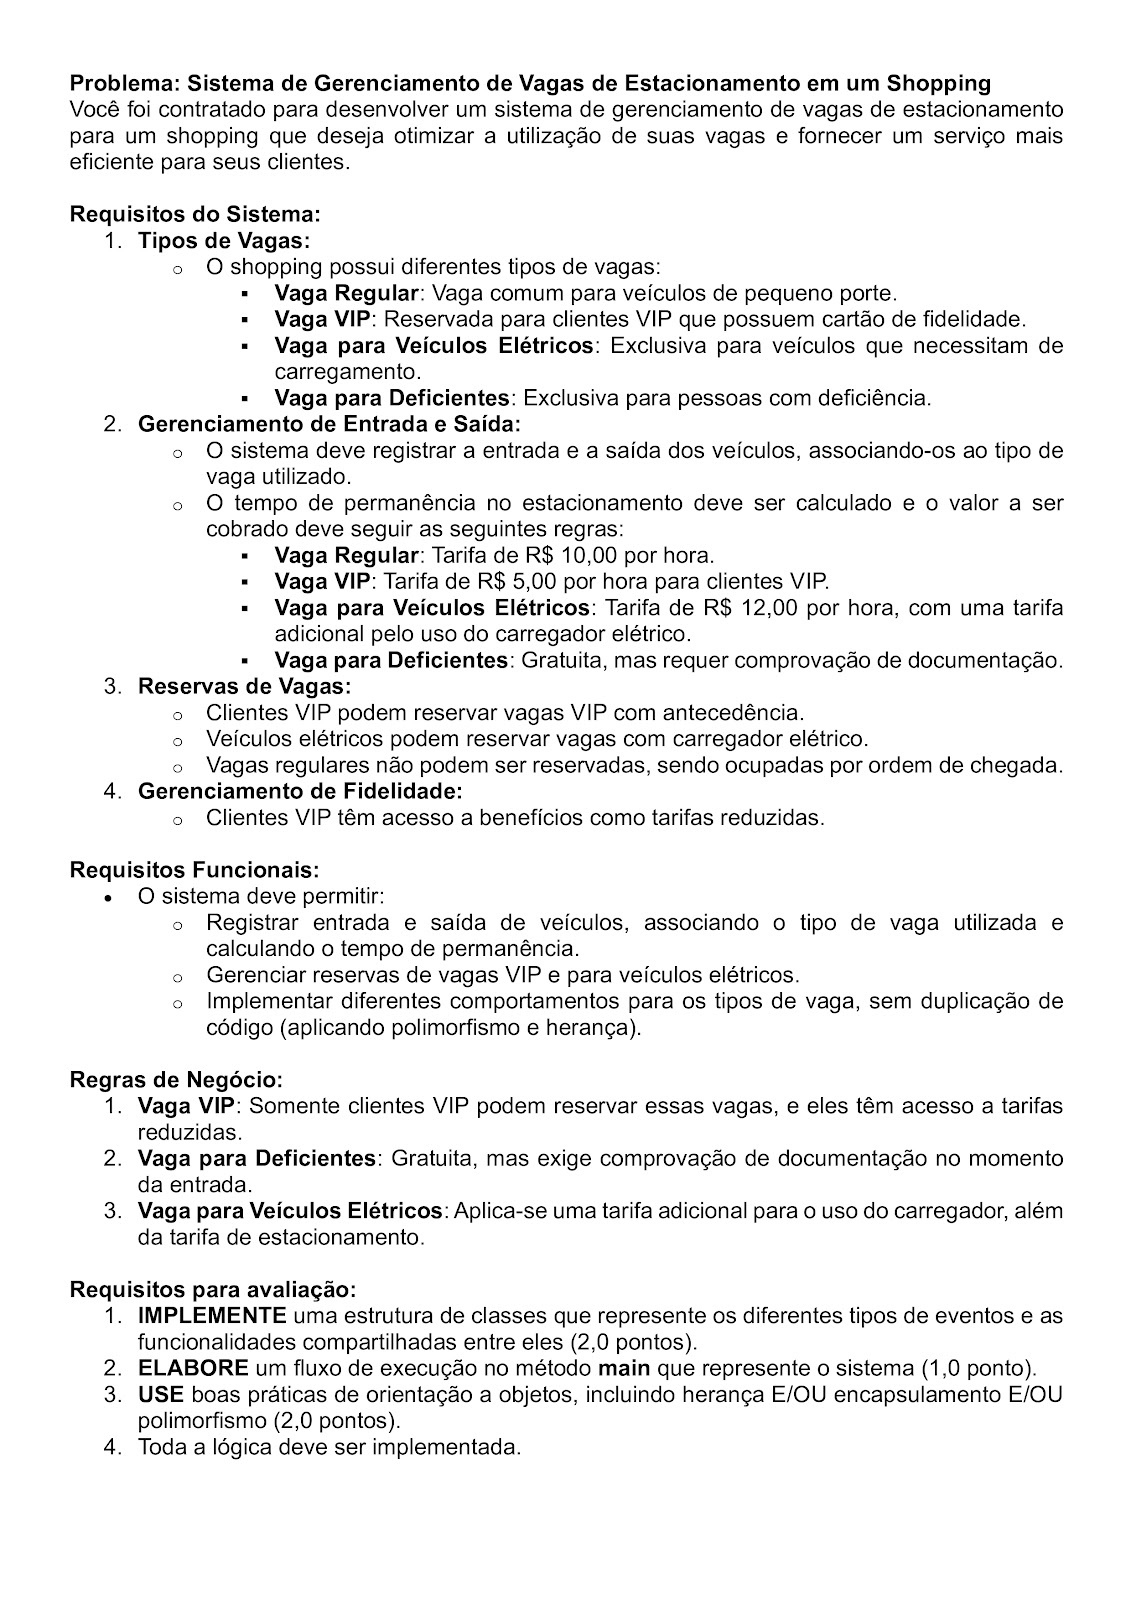 Problema: Sistema de Gerenciamento de Vagas de Estacionamento em um Shopping
Você foi contratado para desenvolver um sistema de gerenciamento de vagas de estacionamento
para um shopping que deseja otimizar a utilização de suas vagas e fornecer um serviço mais
eficiente para seus clientes.
Requisitos do Sistema:
1. Tipos de Vagas:
o O shopping possui diferentes tipos de vagas:
▪ Vaga Regular: Vaga comum para veículos de pequeno porte.
▪ Vaga VIP: Reservada para clientes VIP que possuem cartão de fidelidade.
▪ Vaga para Veículos Elétricos: Exclusiva para veículos que necessitam de
carregamento.
▪ Vaga para Deficientes: Exclusiva para pessoas com deficiência.
2. Gerenciamento de Entrada e Saída:
o O sistema deve registrar a entrada e a saída dos veículos, associando-os ao tipo de
vaga utilizado.
o O tempo de permanência no estacionamento deve ser calculado e o valor a ser
cobrado deve seguir as seguintes regras:
▪ Vaga Regular: Tarifa de R$ 10,00 por hora.
▪ Vaga VIP: Tarifa de R$ 5,00 por hora para clientes VIP.
▪ Vaga para Veículos Elétricos: Tarifa de R$ 12,00 por hora, com uma tarifa
adicional pelo uso do carregador elétrico.
▪ Vaga para Deficientes: Gratuita, mas requer comprovação de documentação.
3. Reservas de Vagas:
o Clientes VIP podem reservar vagas VIP com antecedência.
o Veículos elétricos podem reservar vagas com carregador elétrico.
o Vagas regulares não podem ser reservadas, sendo ocupadas por ordem de chegada.
4. Gerenciamento de Fidelidade:
o Clientes VIP têm acesso a benefícios como tarifas reduzidas.
Requisitos Funcionais:
• O sistema deve permitir:
o Registrar entrada e saída de veículos, associando o tipo de vaga utilizada e
calculando o tempo de permanência.
o Gerenciar reservas de vagas VIP e para veículos elétricos.
o Implementar diferentes comportamentos para os tipos de vaga, sem duplicação de
código (aplicando polimorfismo e herança).
Regras de Negócio:
1. Vaga VIP: Somente clientes VIP podem reservar essas vagas, e eles têm acesso a tarifas
reduzidas.
2. Vaga para Deficientes: Gratuita, mas exige comprovação de documentação no momento
da entrada.
3. Vaga para Veículos Elétricos: Aplica-se uma tarifa adicional para o uso do carregador, além
da tarifa de estacionamento.
Requisitos para avaliação:
1. IMPLEMENTE uma estrutura de classes que represente os diferentes tipos de eventos e as
funcionalidades compartilhadas entre eles (2,0 pontos).
2. ELABORE um fluxo de execução no método main que represente o sistema (1,0 ponto).
3. USE boas práticas de orientação a objetos, incluindo herança E/OU encapsulamento E/OU
polimorfismo (2,0 pontos).
4. Toda a lógica deve ser implementada.